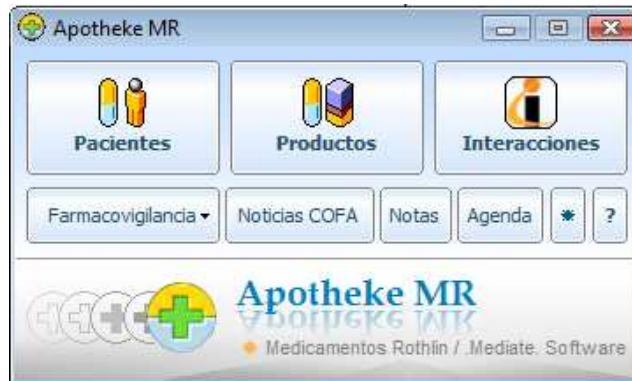 Apotheke MR
Pacientes
Productos
Interacciones
Farmacovigilancia
Noticias COFA
Notas
Agenda
*
?
Apotheke MR
Medicamentos Rothlin / .Mediate. Software